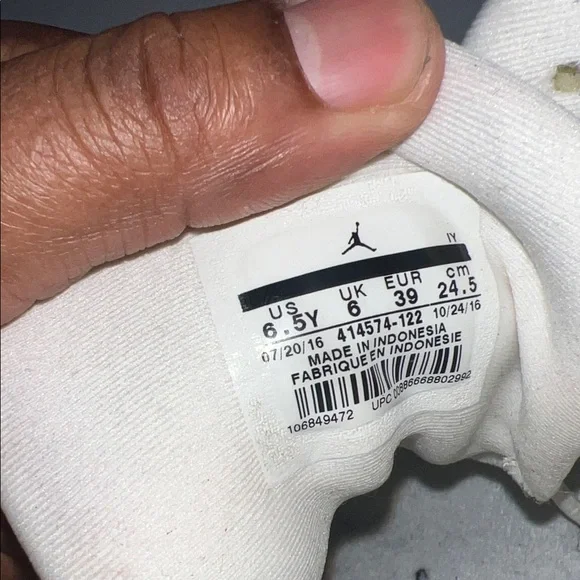 IY
US UK EUR cm
6.5Y 6 39 24.5
07/20/16 414574-122 10/24/16
MADE IN INDONESIA
FABRIQUE EN INDONESIE
106849472 UPC 00886668802992